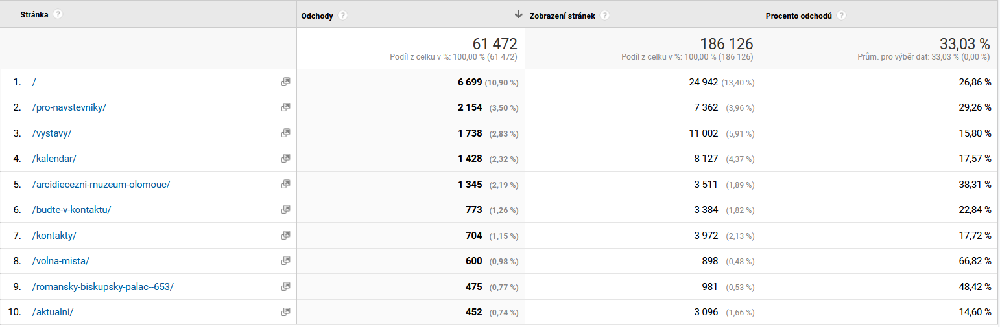 Stránka ? Odchody ? Zobrazení stránek ? Procento odchodů ?
61 472 186 126 33,03 %
Podíl z celku v %: 100,00 % (61 472) Podíl z celku v %: 100,00 % (186 126) Prům. pro výběr dat: 33,03 % (0,00 %)
1. / 6 699 (10,90 %) 24 942 (13,40 %) 26,86 %
2. /pro-navstevniky/ 2 154 (3,50 %) 7 362 (3,96 %) 29,26 %
3. /vystavy/ 1 738 (2,83 %) 11 002 (5,91 %) 15,80 %
4. /kalendar/ 1 428 (2,32 %) 8 127 (4,37 %) 17,57 %
5. /arcidiecezni-muzeum-olomouc/ 1 345 (2,19 %) 3 511 (1,89 %) 38,31 %
6. /budte-v-kontaktu/ 773 (1,26 %) 3 384 (1,82 %) 22,84 %
7. /kontakty/ 704 (1,15 %) 3 972 (2,13 %) 17,72 %
8. /volna-mista/ 600 (0,98 %) 898 (0,48 %) 66,82 %
9. /romansky-biskupsky-palac--653/ 475 (0,77 %) 981 (0,53 %) 48,42 %
10. /aktualni/ 452 (0,74 %) 3 096 (1,66 %) 14,60 %